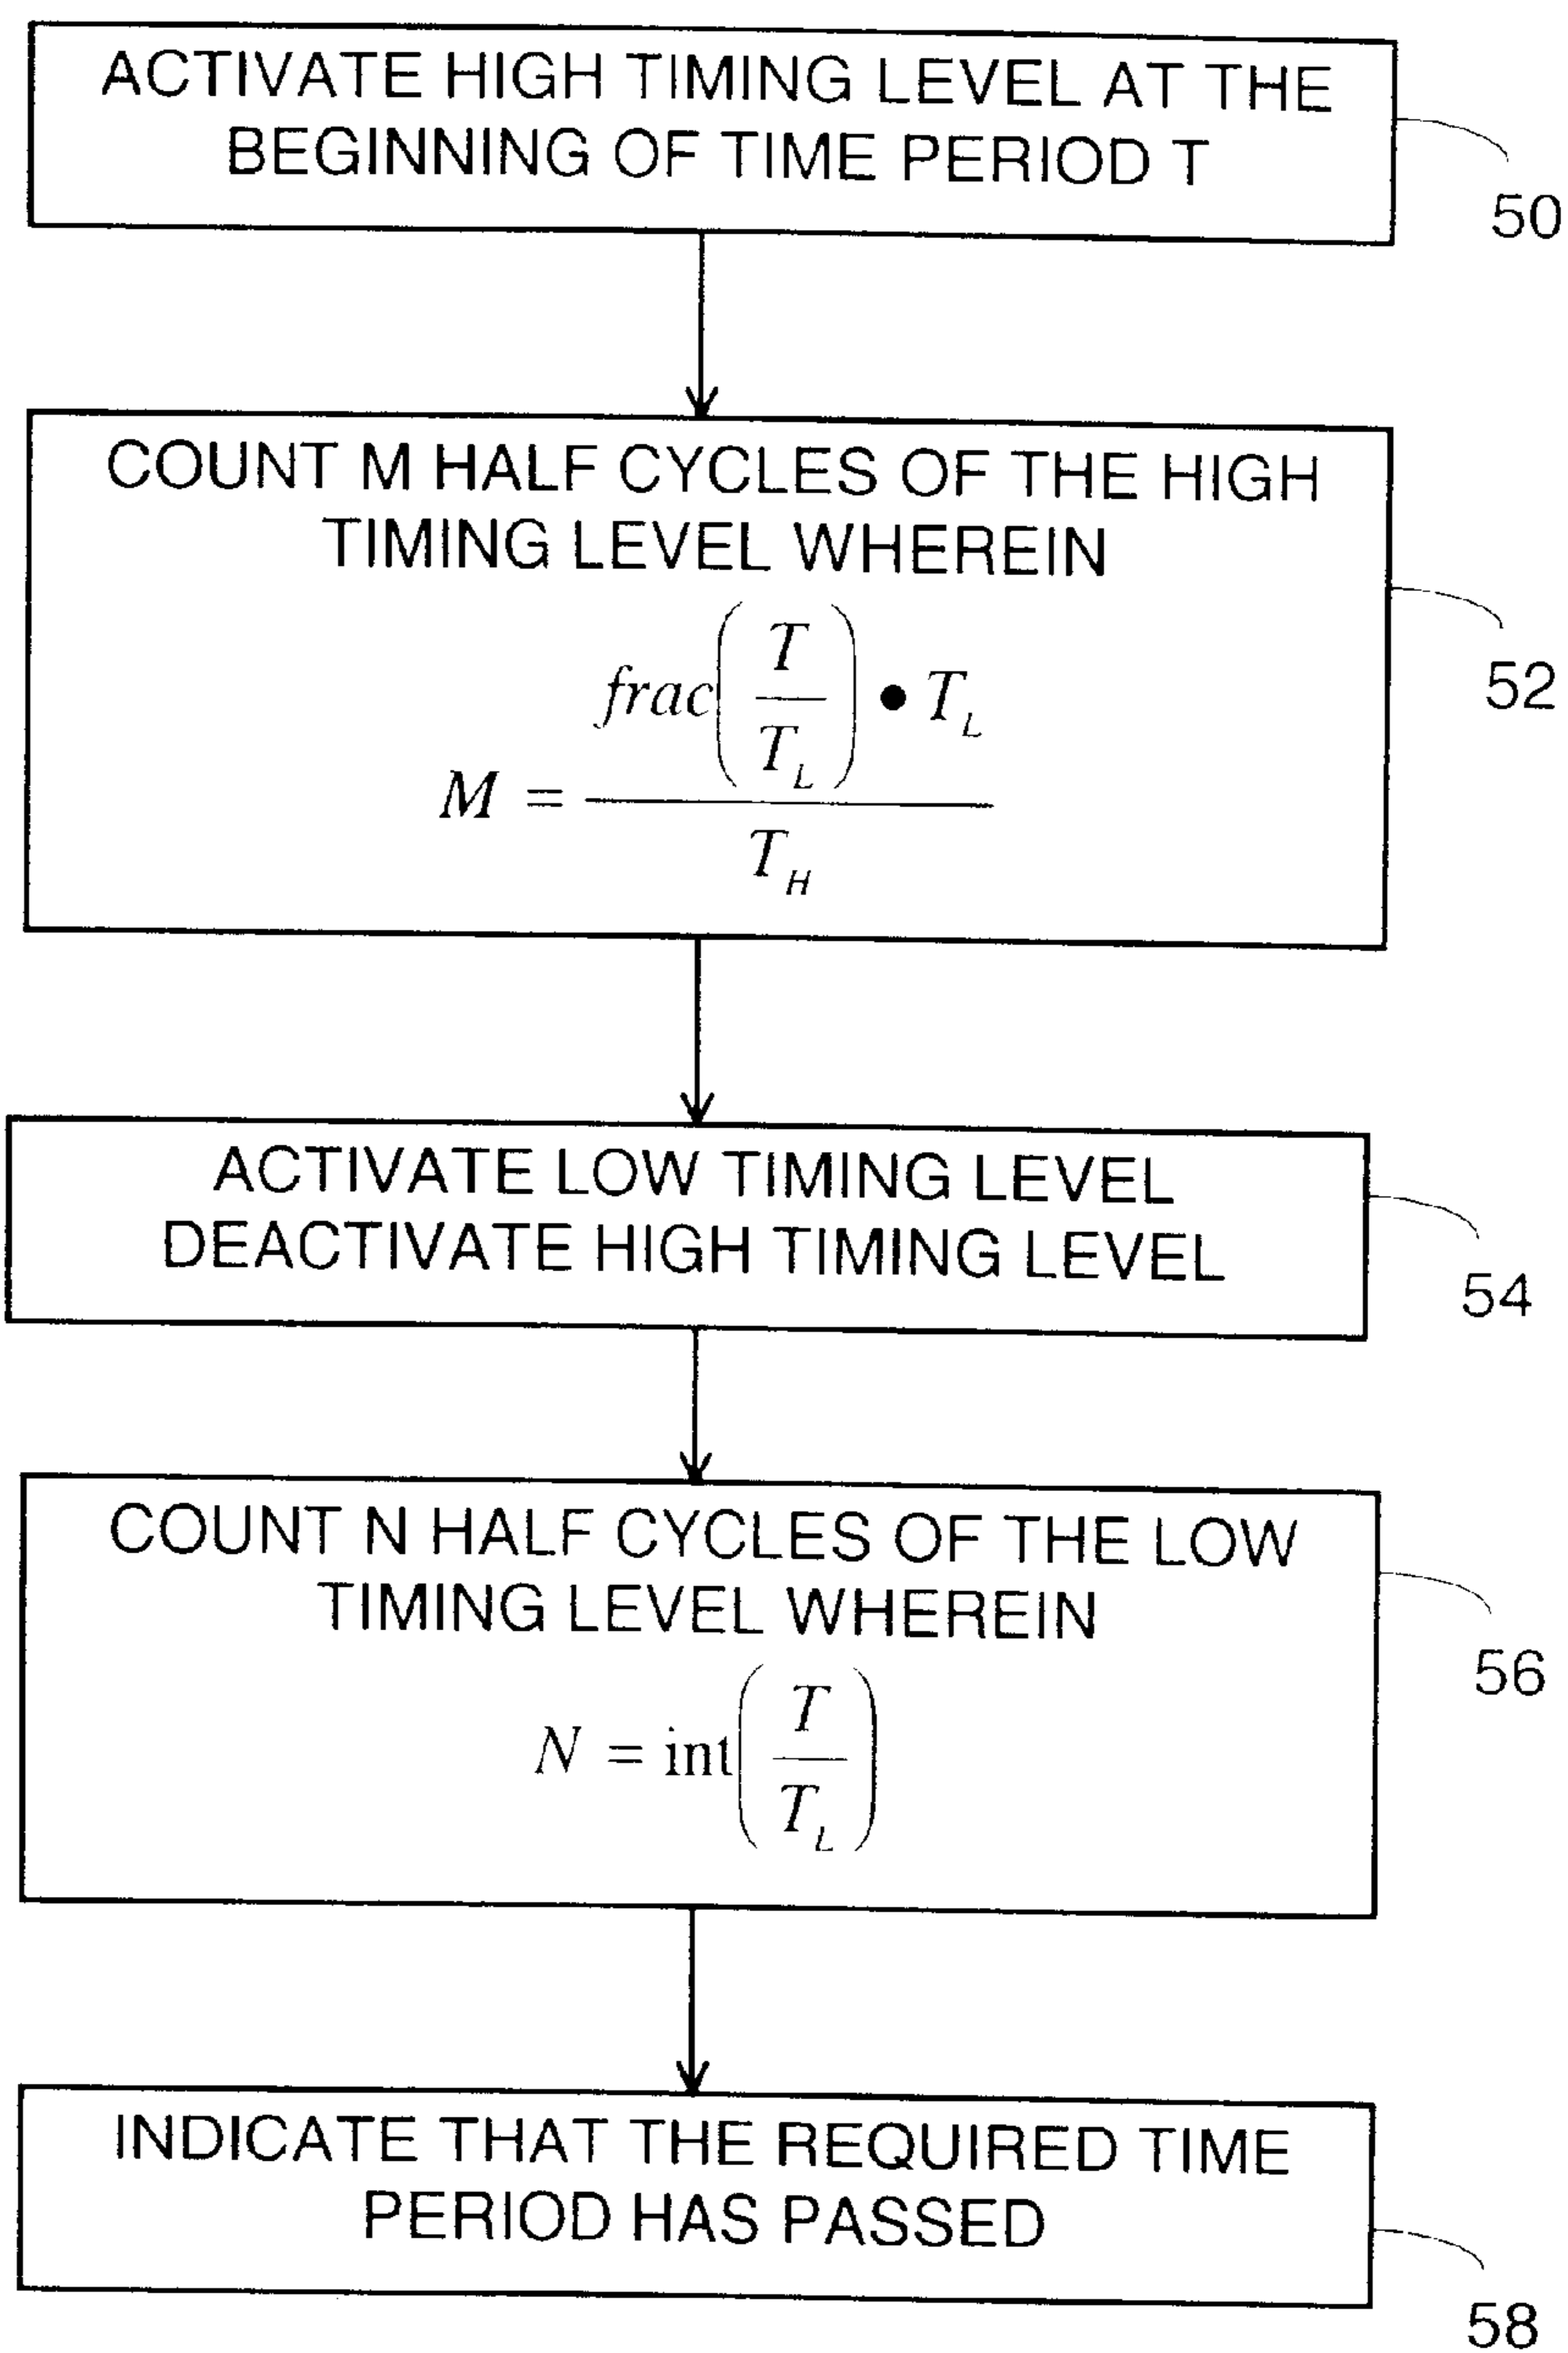 ACTIVATE HIGH TIMING LEVEL AT THE
BEGINNING OF TIME PERIOD T
50
COUNT M HALF CYCLES OF THE HIGH
TIMING LEVEL WHEREIN
M = frac(T/T_L) • T_L / T_H
52
ACTIVATE LOW TIMING LEVEL
DEACTIVATE HIGH TIMING LEVEL
54
COUNT N HALF CYCLES OF THE LOW
TIMING LEVEL WHEREIN
N = int(T/T_L)
56
INDICATE THAT THE REQUIRED TIME
PERIOD HAS PASSED
58